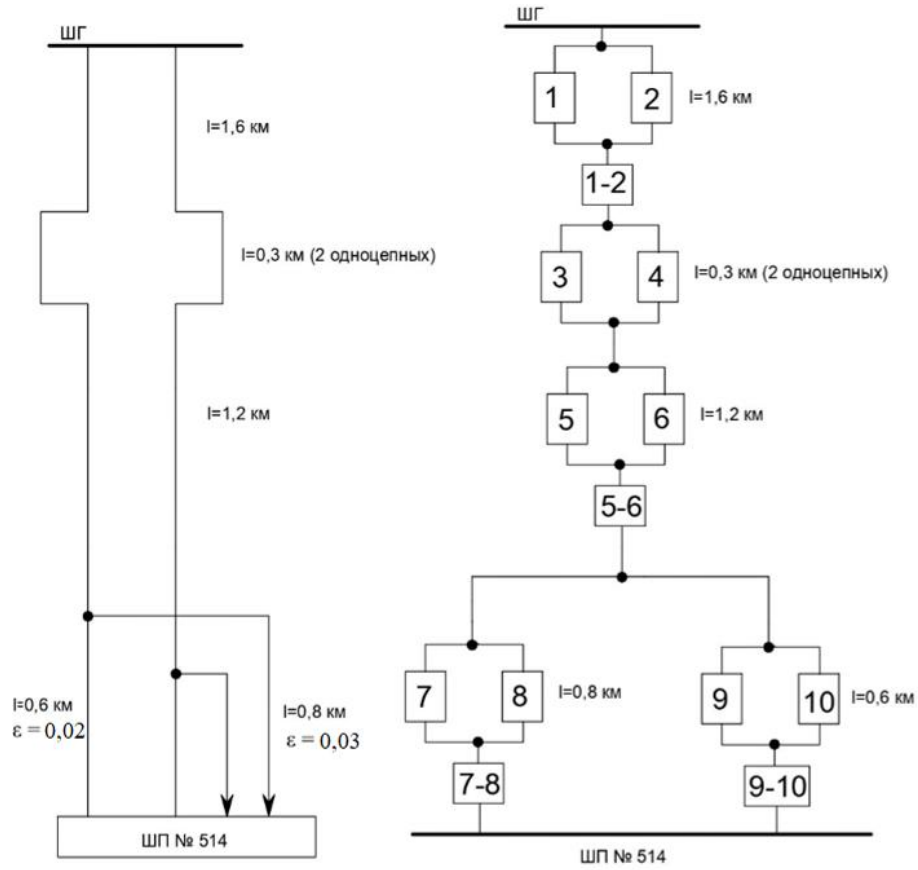 ШГ
l=1,6 км
l=0,3 км (2 одноцепных)
l=1,2 км
l=0,6 км
ε = 0,02
l=0,8 км
ε = 0,03
ШП № 514
ШГ
1
2
l=1,6 км
1-2
3
4
l=0,3 км (2 одноцепных)
5
6
l=1,2 км
5-6
7
8
l=0,8 км
9
10
l=0,6 км
7-8
9-10
ШП № 514